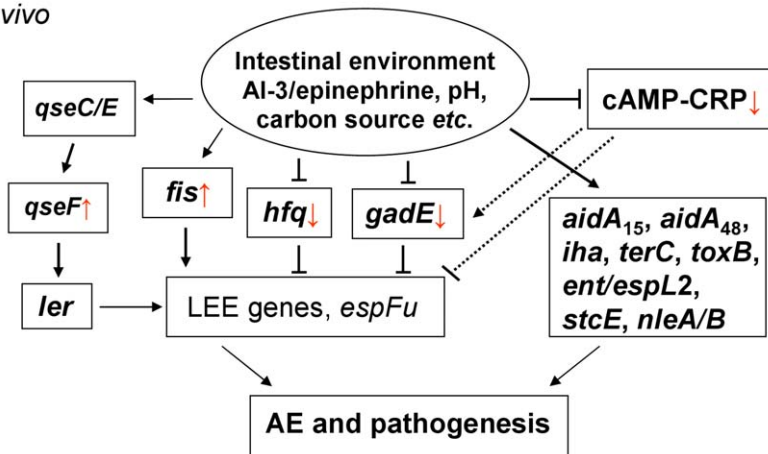 vivo
Intestinal environment
AI-3/epinephrine, pH,
carbon source etc.
cAMP-CRP↓
qseC/E
qseF↑
fis↑
hfq↓
gadE↓
aidA₁₅, aidA₄₈,
iha, terC, toxB,
ent/espL2,
stcE, nleA/B
ler
LEE genes, espFu
AE and pathogenesis